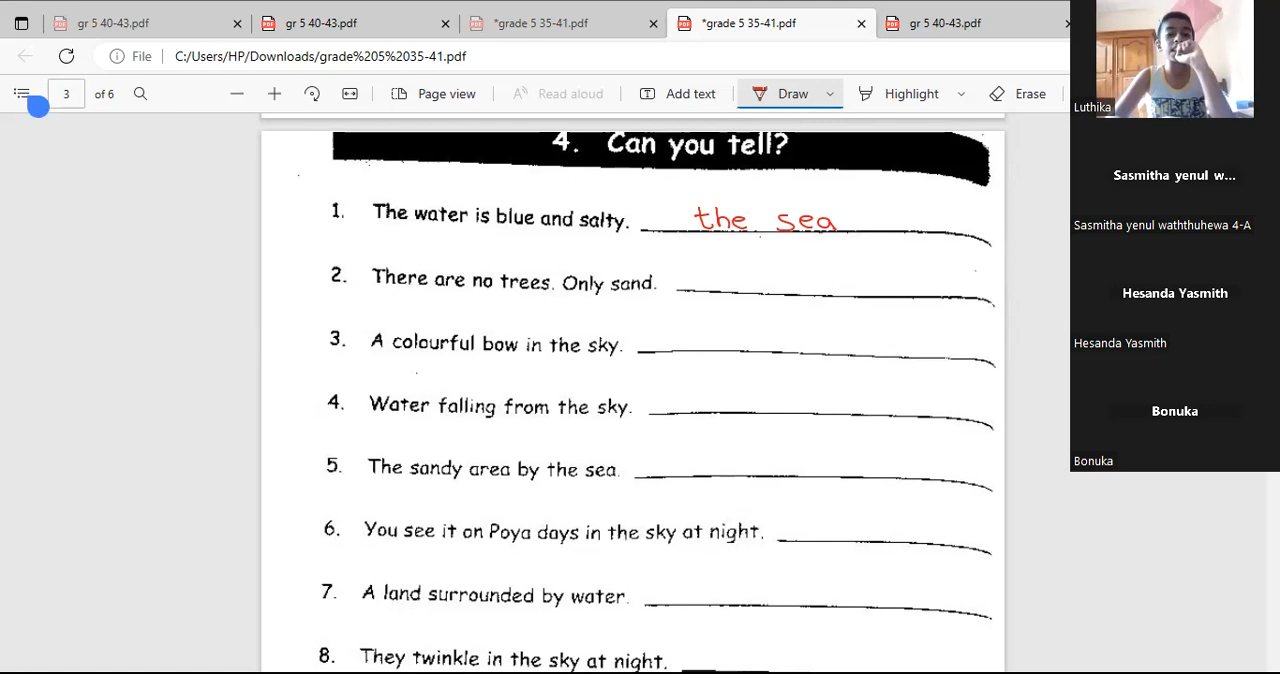 gr 5 40-43.pdf
gr 5 40-43.pdf
*grade 5 35-41.pdf
*grade 5 35-41.pdf
gr 5 40-43.pdf
File C:/Users/HP/Downloads/grade%205%2035-41.pdf
3 of 6 Page view Read aloud Add text Draw Highlight Erase
4. Can you tell?
1. The water is blue and salty. the sea
2. There are no trees. Only sand.
3. A colourful bow in the sky.
4. Water falling from the sky.
5. The sandy area by the sea.
6. You see it on Poya days in the sky at night.
7. A land surrounded by water.
8. They twinkle in the sky at night.
Luthika
Sasmitha yenul w...
Sasmitha yenul waththuhewa 4-A
Hesanda Yasmith
Hesanda Yasmith
Bonuka
Bonuka